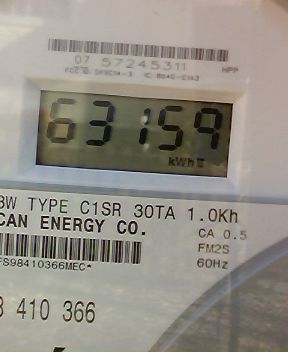 07 57245311
HPP
63159
kWh
3W TYPE C1SR 30TA 1.0Kh
CAN ENERGY CO.
CA 0.5
FM2S
FS98410366MEC*
60Hz
3 410 366